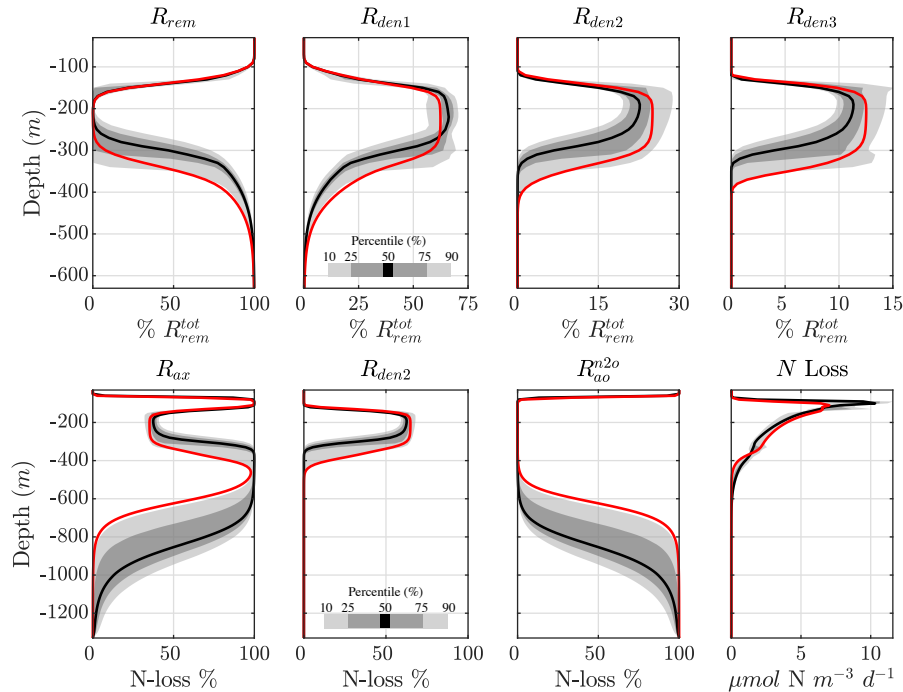 R_rem R_den1 R_den2 R_den3
-100
-200
-300
-400
-500
-600
Depth (m)
Percentile (%)
10 25 50 75 90
0 50 100 0 25 50 75 0 15 30 0 5 10 15
% R_rem^tot % R_rem^tot % R_rem^tot % R_rem^tot
R_ax R_den2 R_ao^n2o N Loss
-200
-400
-600
-800
-1000
-1200
Depth (m)
Percentile (%)
10 25 50 75 90
0 50 100 0 50 100 0 50 100 0 5 10
N-loss % N-loss % N-loss % μmol N m⁻³ d⁻¹